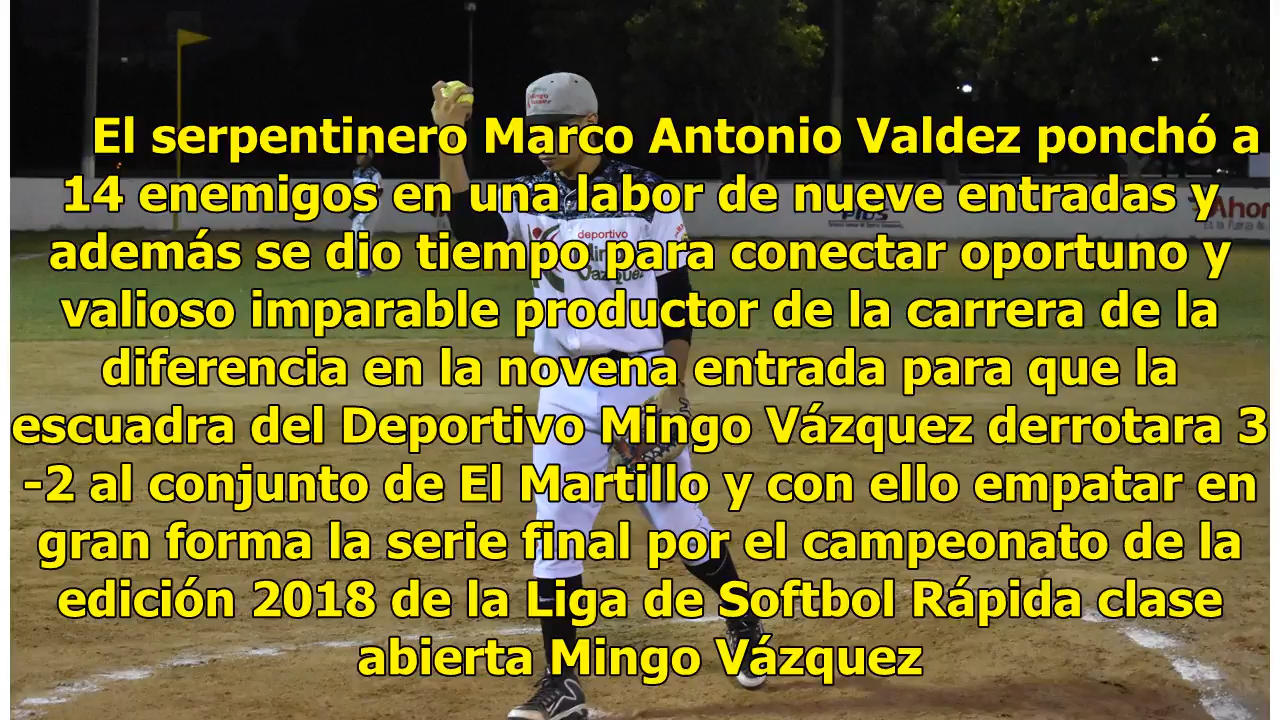 El serpentinero Marco Antonio Valdez ponchó a
14 enemigos en una labor de nueve entradas y
además se dio tiempo para conectar oportuno y
valioso imparable productor de la carrera de la
diferencia en la novena entrada para que la
escuadra del Deportivo Mingo Vázquez derrotara 3
-2 al conjunto de El Martillo y con ello empatar en
gran forma la serie final por el campeonato de la
edición 2018 de la Liga de Softbol Rápida clase
abierta Mingo Vázquez
deportivo